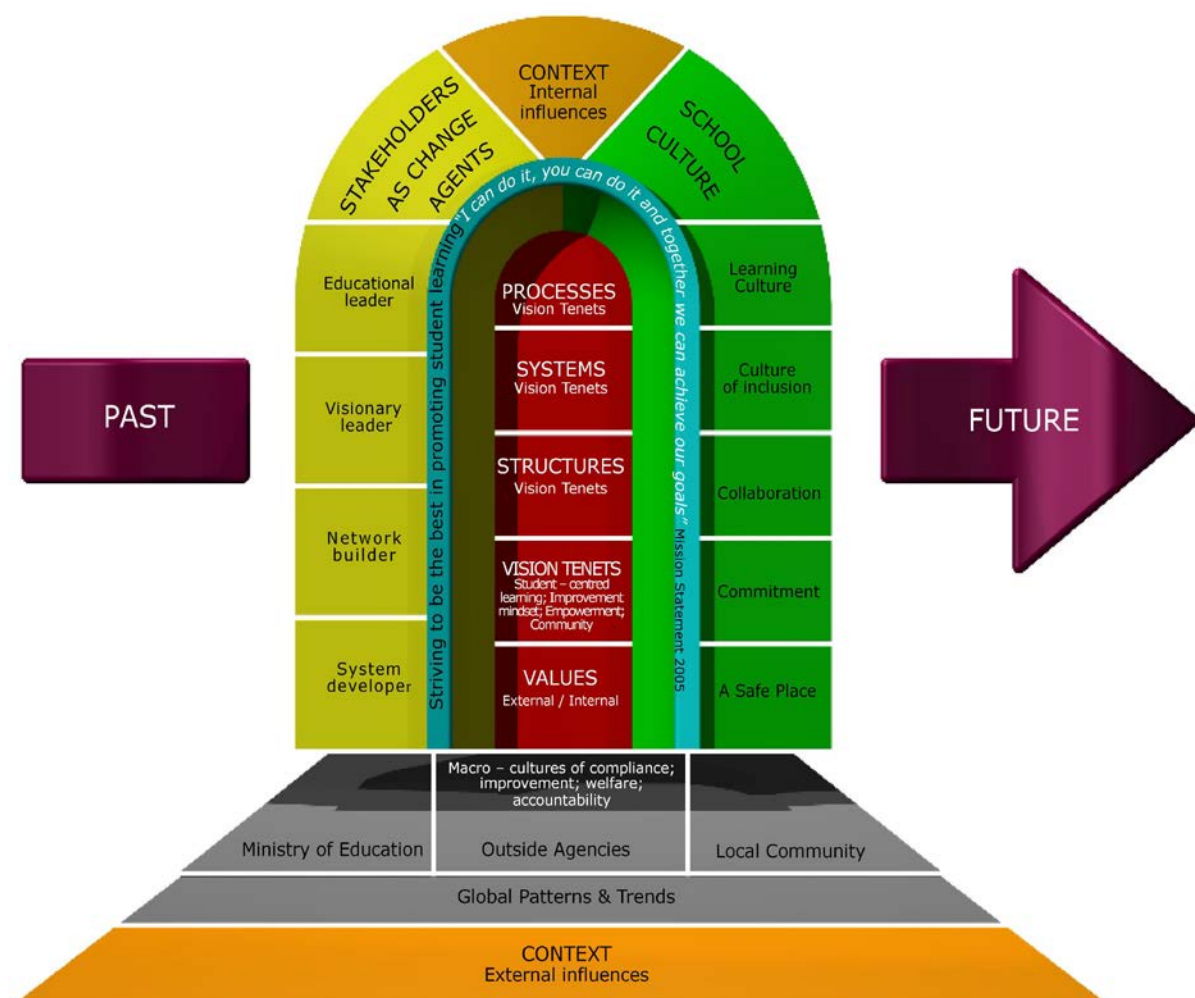 CONTEXT
Internal
influences
STAKEHOLDERS
AS CHANGE
AGENTS
SCHOOL
CULTURE
Striving to be the best in promoting student learning "I can do it, you can do it and together we can achieve our goals" Mission Statement 2005
Educational
leader
Visionary
leader
Network
builder
System
developer
PROCESSES
Vision Tenets
SYSTEMS
Vision Tenets
STRUCTURES
Vision Tenets
VISION TENETS
Student – centred
learning; Improvement
mindset; Empowerment;
Community
VALUES
External / Internal
Learning
Culture
Culture
of inclusion
Collaboration
Commitment
A Safe Place
PAST
FUTURE
Macro – cultures of compliance;
improvement; welfare;
accountability
Ministry of Education
Outside Agencies
Local Community
Global Patterns & Trends
CONTEXT
External influences